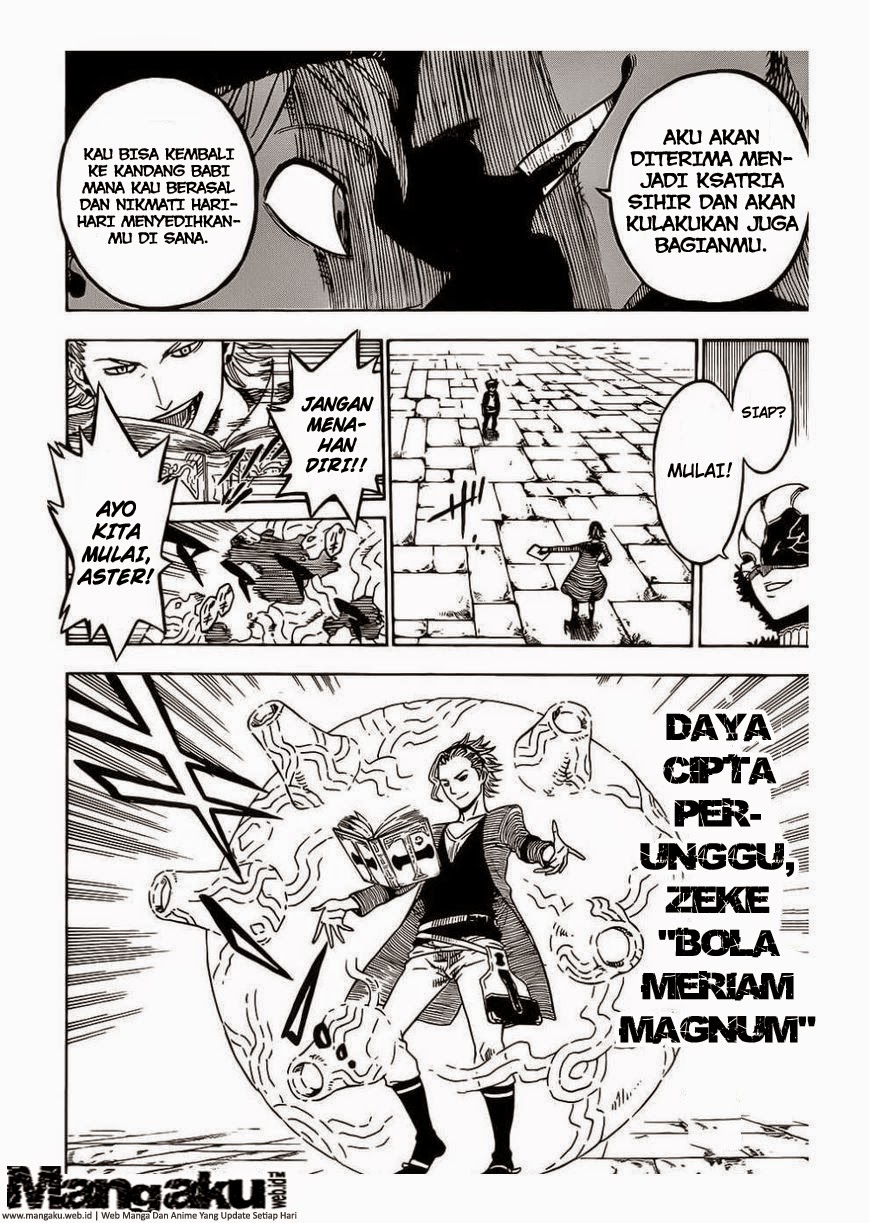 AKU AKAN
DITERIMA MEN-
JADI KSATRIA
SIHIR DAN AKAN
KULAKUKAN JUGA
BAGIANMU.
KAU BISA KEMBALI
KE KANDANG BABI
MANA KAU BERASAL
DAN NIKMATI HARI-
HARI MENYEDIHKAN-
MU DI SANA.
SIAP?
MULAI!
JANGAN
MENA-
HAN
DIRI!!
AYO
KITA
MULAI,
ASTER!
DAYA
CIPTA
PER-
UNGGU,
ZEKE
"BOLA
MERIAM
MAGNUM"
Mangaku
web.id
www.mangaku.web.id | Web Manga Dan Anime Yang Update Setiap Hari